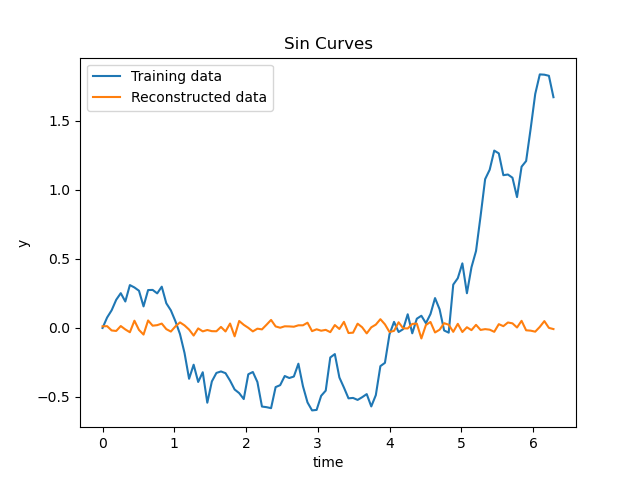 Sin Curves
Training data
Reconstructed data
1.5
1.0
0.5
0.0
−0.5
y
0 1 2 3 4 5 6
time